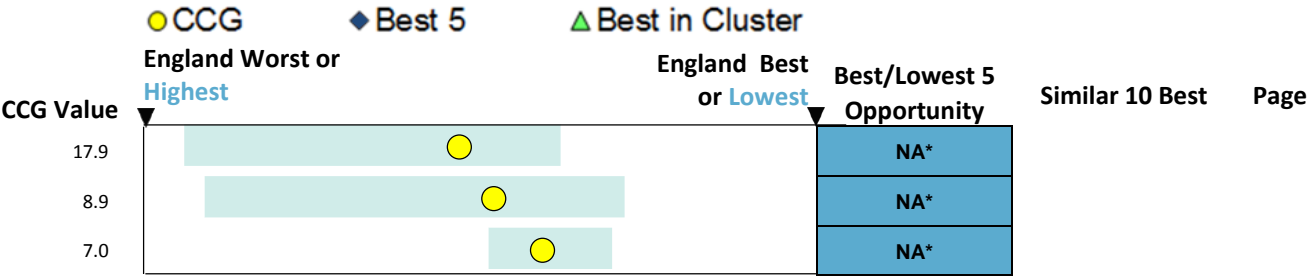 CCG Best 5 Best in Cluster
England Worst or
Highest
England Best
or Lowest
Best/Lowest 5
Opportunity
CCG Value
Similar 10 Best
Page
17.9 NA*
8.9 NA*
7.0 NA*